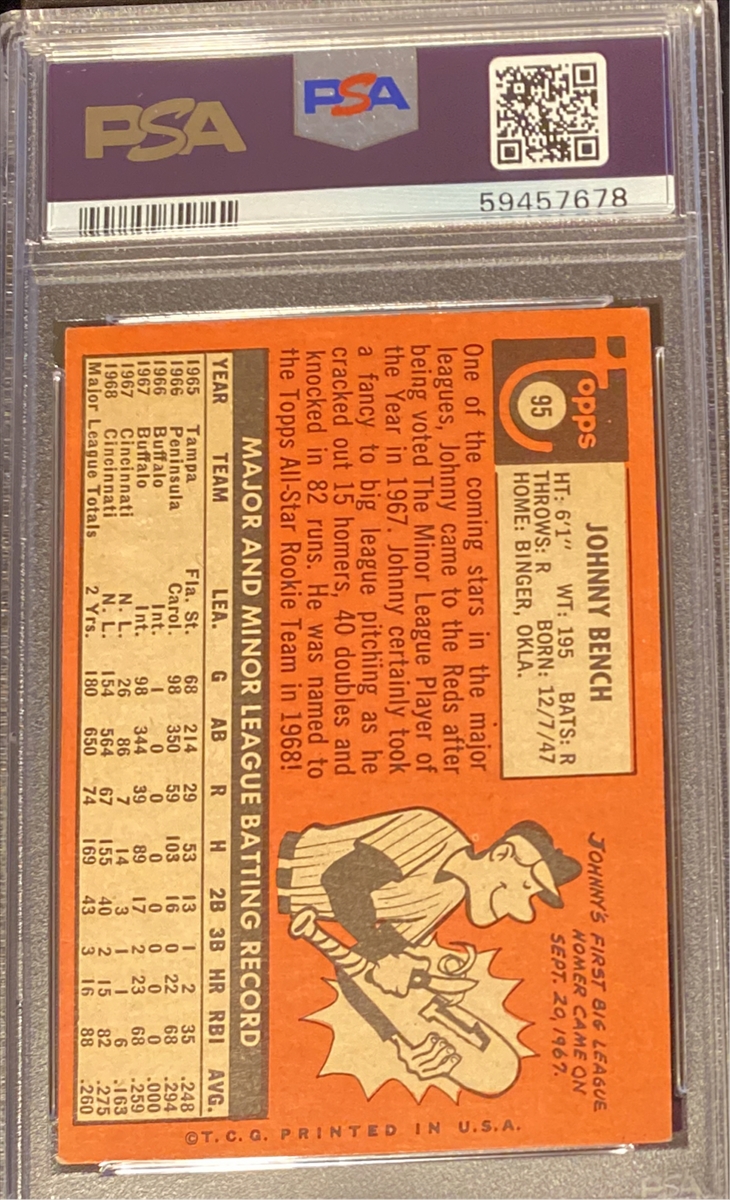 PSA
PSA
59457678
Topps
95
JOHNNY BENCH
HT: 6'1" WT: 195 BATS: R
THROWS: R BORN: 12/7/47
HOME: BINGER, OKLA.
One of the coming stars in the major
leagues, Johnny came to the Reds after
being voted The Minor League Player of
the Year in 1967. Johnny certainly took
a fancy to big league pitching as he
cracked out 15 homers, 40 doubles and
knocked in 82 runs. He was named to
the Topps All-Star Rookie Team in 1968!
JOHNNY'S FIRST BIG LEAGUE
HOMER CAME ON
SEPT. 20, 1967.
1
MAJOR AND MINOR LEAGUE BATTING RECORD
YEAR TEAM LEA. G AB R H 2B 3B HR RBI AVG.
1965 Tampa Fla. St. 68 214 29 53 13 1 2 35 .248
1966 Peninsula Carol. 98 350 59 103 16 0 22 68 .294
1966 Buffalo Int. 1 0 0 0 0 0 0 0 .000
1967 Buffalo Int. 98 344 39 89 17 2 23 68 .259
1967 Cincinnati N. L. 26 86 7 14 3 1 1 6 .163
1968 Cincinnati N. L. 154 564 67 155 40 2 15 82 .275
Major League Totals 2 Yrs. 180 650 74 169 43 3 16 88 .260
©T.C.G. PRINTED IN U.S.A.
PSA